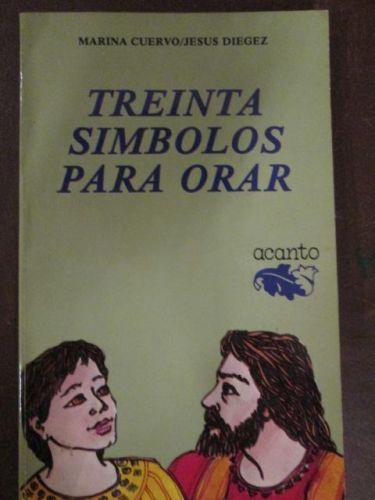 MARINA CUERVO/JESUS DIEGEZ
TREINTA
SIMBOLOS
PARA ORAR
acanto